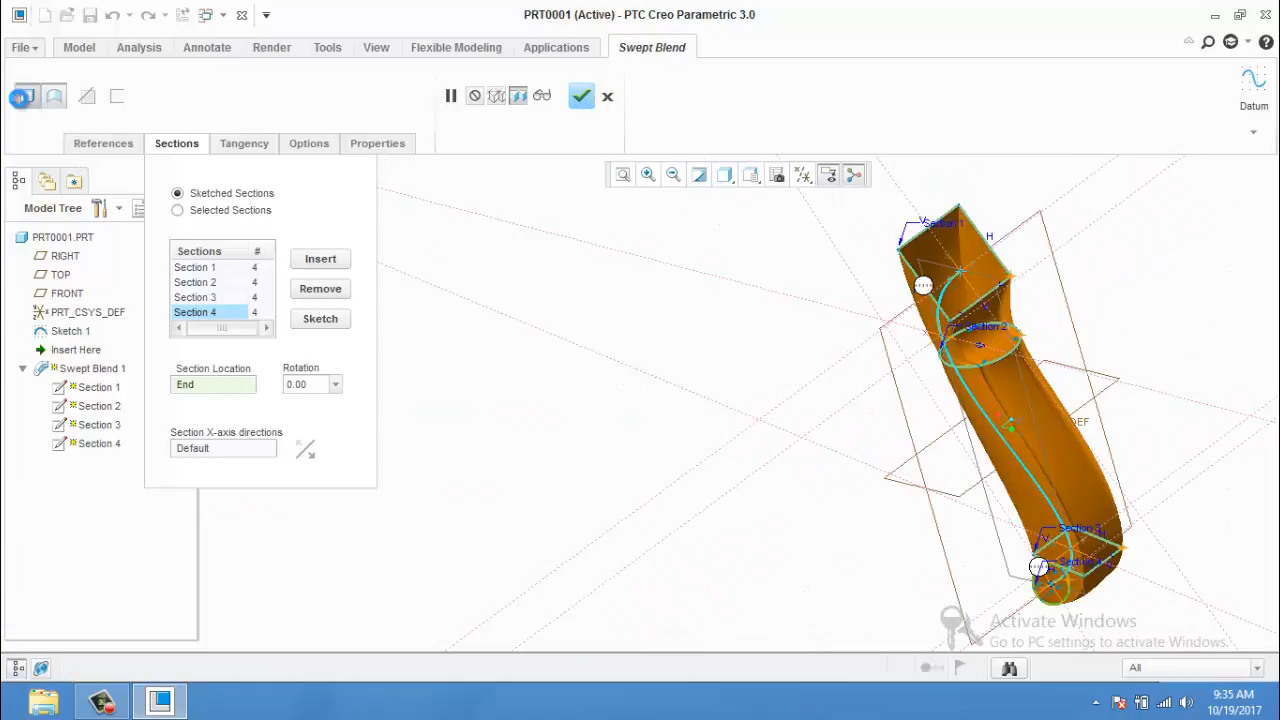 PRT0001 (Active) - PTC Creo Parametric 3.0
File Model Analysis Annotate Render Tools View Flexible Modeling Applications Swept Blend
Datum
References Sections Tangency Options Properties
Sketched Sections
Selected Sections
Sections #
Section 1 4
Section 2 4
Section 3 4
Section 4 4
Insert
Remove
Sketch
Section Location
End
Rotation
0.00
Section X-axis directions
Default
Model Tree
PRT0001.PRT
RIGHT
TOP
FRONT
PRT_CSYS_DEF
Sketch 1
Insert Here
Swept Blend 1
Section 1
Section 2
Section 3
Section 4
V
Section 1
H
Section 2
DEF
Section 3
V
H
Activate Windows
Go to PC settings to activate Windows.
All
9:35 AM
10/19/2017